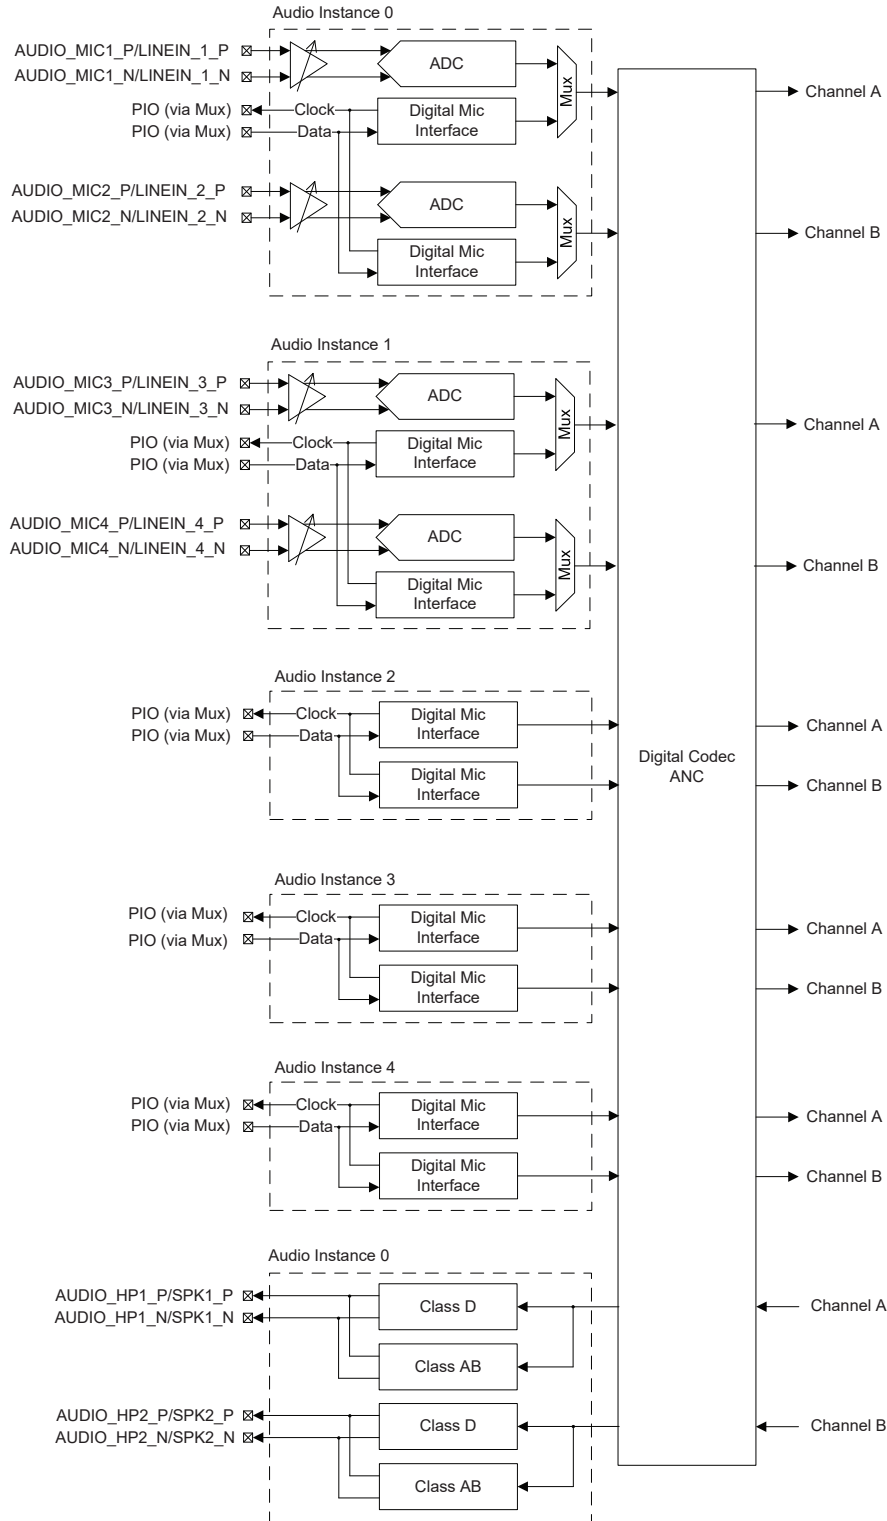 Audio Instance 0
AUDIO_MIC1_P/LINEIN_1_P
AUDIO_MIC1_N/LINEIN_1_N
ADC
Mux
Channel A
PIO (via Mux)
Clock
PIO (via Mux)
Data
Digital Mic
Interface
AUDIO_MIC2_P/LINEIN_2_P
AUDIO_MIC2_N/LINEIN_2_N
ADC
Mux
Channel B
Digital Mic
Interface
Audio Instance 1
AUDIO_MIC3_P/LINEIN_3_P
AUDIO_MIC3_N/LINEIN_3_N
ADC
Mux
Channel A
PIO (via Mux)
Clock
PIO (via Mux)
Data
Digital Mic
Interface
AUDIO_MIC4_P/LINEIN_4_P
AUDIO_MIC4_N/LINEIN_4_N
ADC
Mux
Channel B
Digital Mic
Interface
Audio Instance 2
PIO (via Mux)
Clock
PIO (via Mux)
Data
Digital Mic
Interface
Channel A
Digital Mic
Interface
Channel B
Digital Codec
ANC
Audio Instance 3
PIO (via Mux)
Clock
PIO (via Mux)
Data
Digital Mic
Interface
Channel A
Digital Mic
Interface
Channel B
Audio Instance 4
PIO (via Mux)
Clock
PIO (via Mux)
Data
Digital Mic
Interface
Channel A
Digital Mic
Interface
Channel B
Audio Instance 0
AUDIO_HP1_P/SPK1_P
AUDIO_HP1_N/SPK1_N
Class D
Channel A
Class AB
AUDIO_HP2_P/SPK2_P
AUDIO_HP2_N/SPK2_N
Class D
Channel B
Class AB